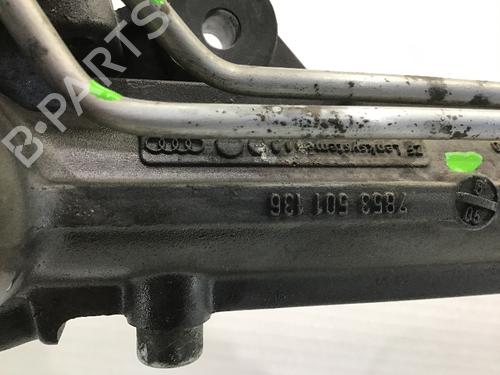 B-PARTS
ZF Lenksysteme
7853 501 136